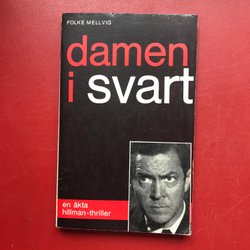 FOLKE MELLVIG
damen
i svart
en äkta
hillman-thriller